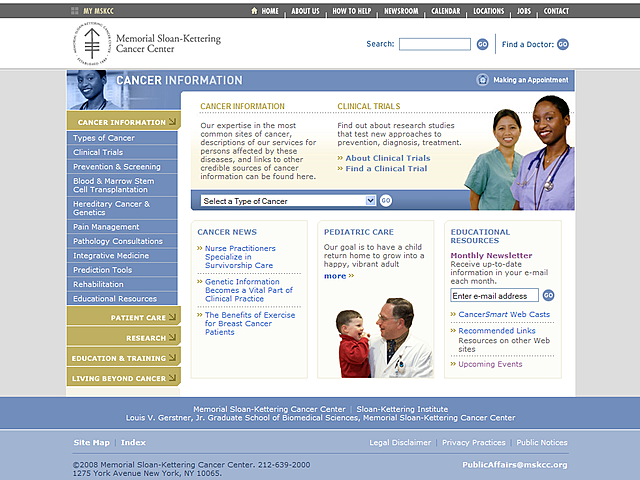 MY MSKCC
HOME | ABOUT US | HOW TO HELP | NEWSROOM | CALENDAR | LOCATIONS | JOBS | CONTACT
Memorial Sloan-Kettering
Cancer Center
Search: GO
Find a Doctor: GO
CANCER INFORMATION
Making an Appointment
CANCER INFORMATION
Types of Cancer
Clinical Trials
Prevention & Screening
Blood & Marrow Stem
Cell Transplantation
Hereditary Cancer &
Genetics
Pain Management
Pathology Consultations
Integrative Medicine
Prediction Tools
Rehabilitation
Educational Resources
PATIENT CARE
RESEARCH
EDUCATION & TRAINING
LIVING BEYOND CANCER
CANCER INFORMATION
Our expertise in the most
common sites of cancer,
descriptions of our services for
persons affected by these
diseases, and links to other
credible sources of cancer
information can be found here.
CLINICAL TRIALS
Find out about research studies
that test new approaches to
prevention, diagnosis, treatment.
» About Clinical Trials
» Find a Clinical Trial
Select a Type of Cancer GO
CANCER NEWS
» Nurse Practitioners
Specialize in
Survivorship Care
» Genetic Information
Becomes a Vital Part of
Clinical Practice
» The Benefits of Exercise
for Breast Cancer
Patients
PEDIATRIC CARE
Our goal is to have a child
return home to grow into a
happy, vibrant adult
more »
EDUCATIONAL
RESOURCES
Monthly Newsletter
Receive up-to-date
information in your e-mail
each month.
Enter e-mail address GO
» CancerSmart Web Casts
» Recommended Links
Resources on other Web
sites
» Upcoming Events
Memorial Sloan-Kettering Cancer Center | Sloan-Kettering Institute
Louis V. Gerstner, Jr. Graduate School of Biomedical Sciences, Memorial Sloan-Kettering Cancer Center
Site Map | Index
Legal Disclaimer | Privacy Practices | Public Notices
©2008 Memorial Sloan-Kettering Cancer Center. 212-639-2000
1275 York Avenue New York, NY 10065.
PublicAffairs@mskcc.org